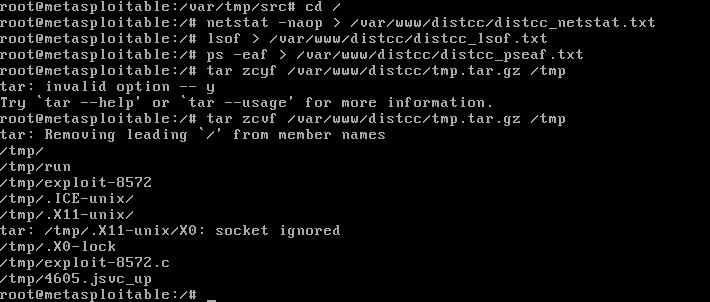 root@metasploitable:/var/tmp/src# cd /
root@metasploitable:/# netstat -naop > /var/www/distcc/distcc_netstat.txt
root@metasploitable:/# lsof > /var/www/distcc/distcc_lsof.txt
root@metasploitable:/# ps -eaf > /var/www/distcc/distcc_pseaf.txt
root@metasploitable:/# tar zcyf /var/www/distcc/tmp.tar.gz /tmp
tar: invalid option -- y
Try `tar --help' or `tar --usage' for more information.
root@metasploitable:/# tar zcvf /var/www/distcc/tmp.tar.gz /tmp
tar: Removing leading `/' from member names
/tmp/
/tmp/run
/tmp/exploit-8572
/tmp/.ICE-unix/
/tmp/.X11-unix/
tar: /tmp/.X11-unix/X0: socket ignored
/tmp/.X0-lock
/tmp/exploit-8572.c
/tmp/4605.jsvc_up
root@metasploitable:/# _